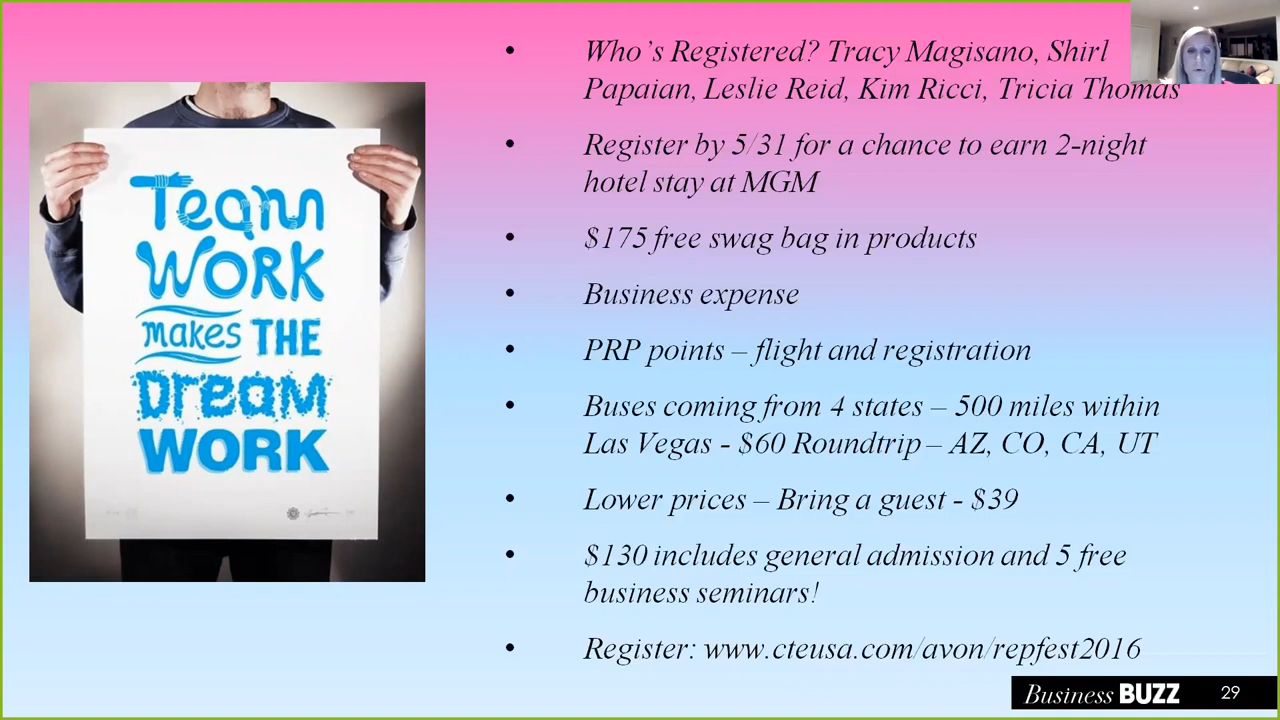 Team
WORK
makes THE
Dream
WORK
• Who's Registered? Tracy Magisano, Shirl
Papaian, Leslie Reid, Kim Ricci, Tricia Thomas
• Register by 5/31 for a chance to earn 2-night
hotel stay at MGM
• $175 free swag bag in products
• Business expense
• PRP points – flight and registration
• Buses coming from 4 states – 500 miles within
Las Vegas - $60 Roundtrip – AZ, CO, CA, UT
• Lower prices – Bring a guest - $39
• $130 includes general admission and 5 free
business seminars!
• Register: www.cteusa.com/avon/repfest2016
Business BUZZ 29